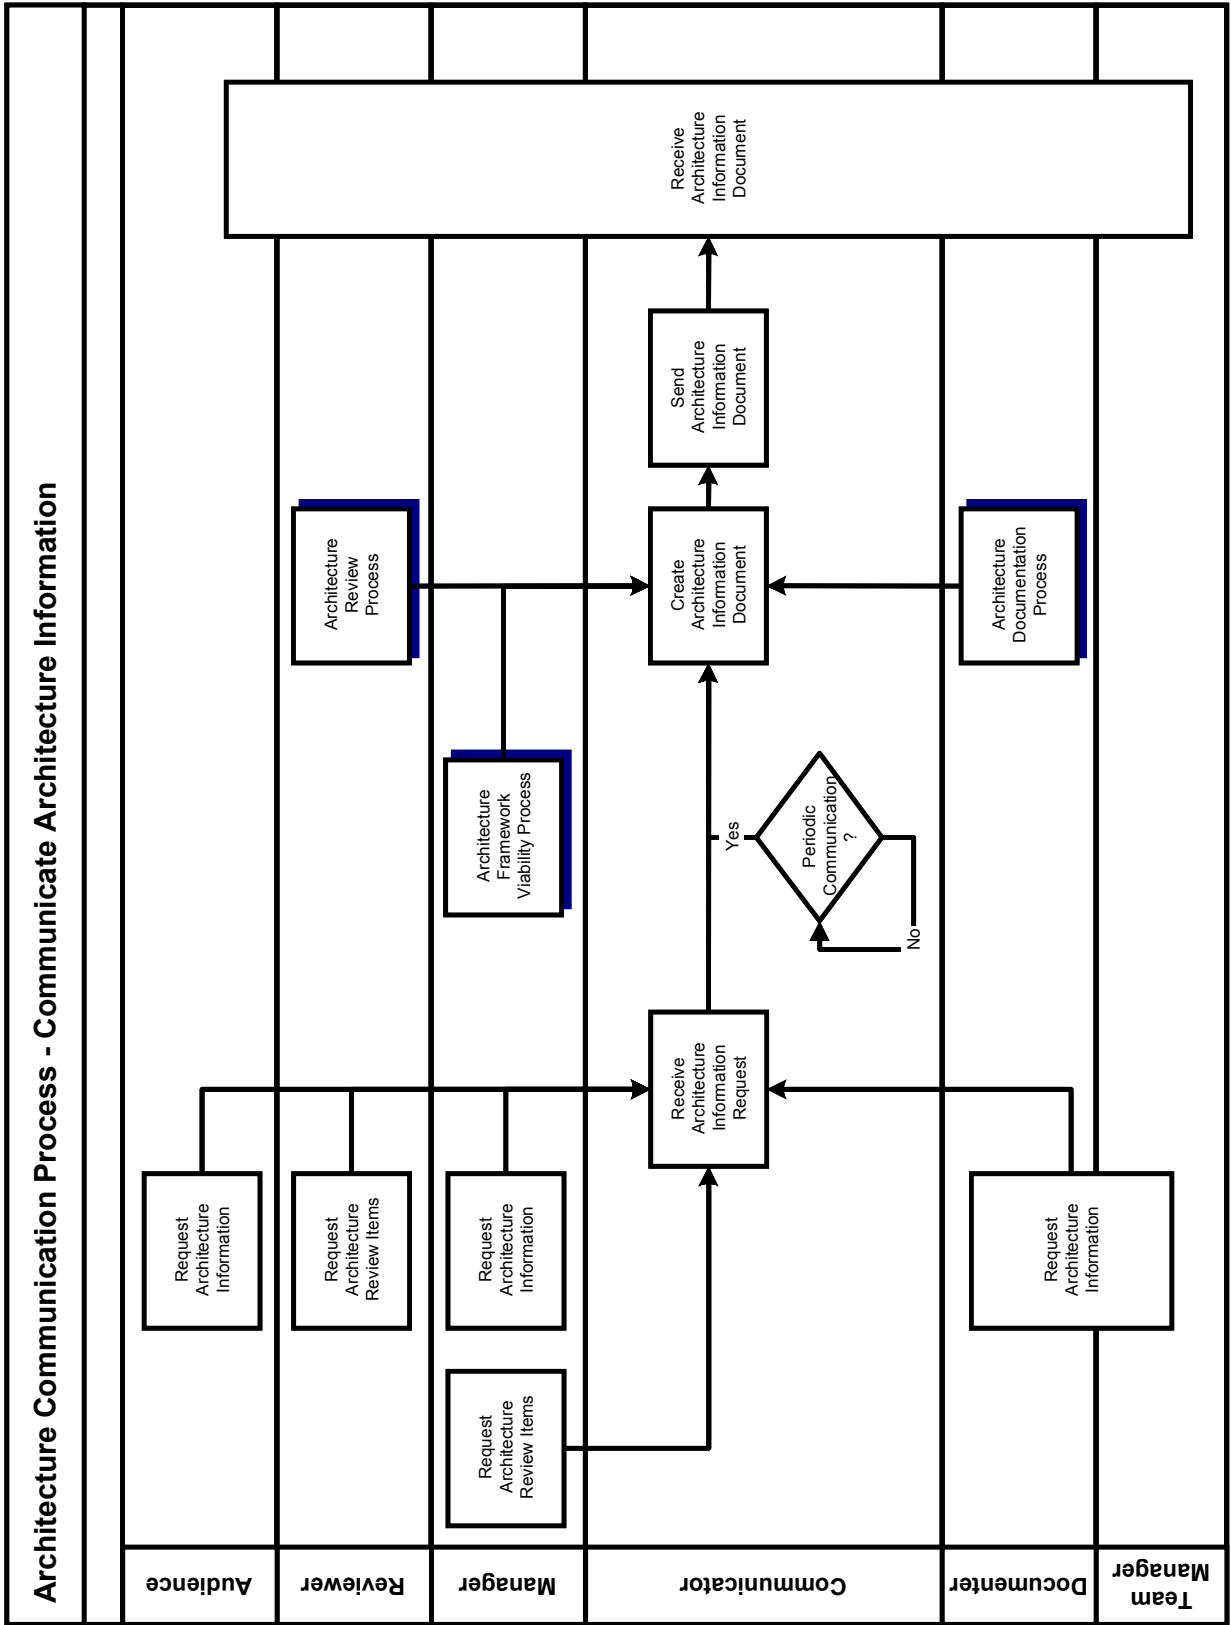 Architecture Communication Process - Communicate Architecture Information
Audience
Request
Architecture
Information
Reviewer
Request
Architecture
Review Items
Architecture
Review
Process
Manager
Request
Architecture
Review Items
Request
Architecture
Information
Architecture
Framework
Viability Process
Communicator
Receive
Architecture
Information
Request
Periodic
Communication
?
Yes
No
Create
Architecture
Information
Document
Send
Architecture
Information
Document
Receive
Architecture
Information
Document
Documenter
Request
Architecture
Information
Architecture
Documentation
Process
Team
Manager